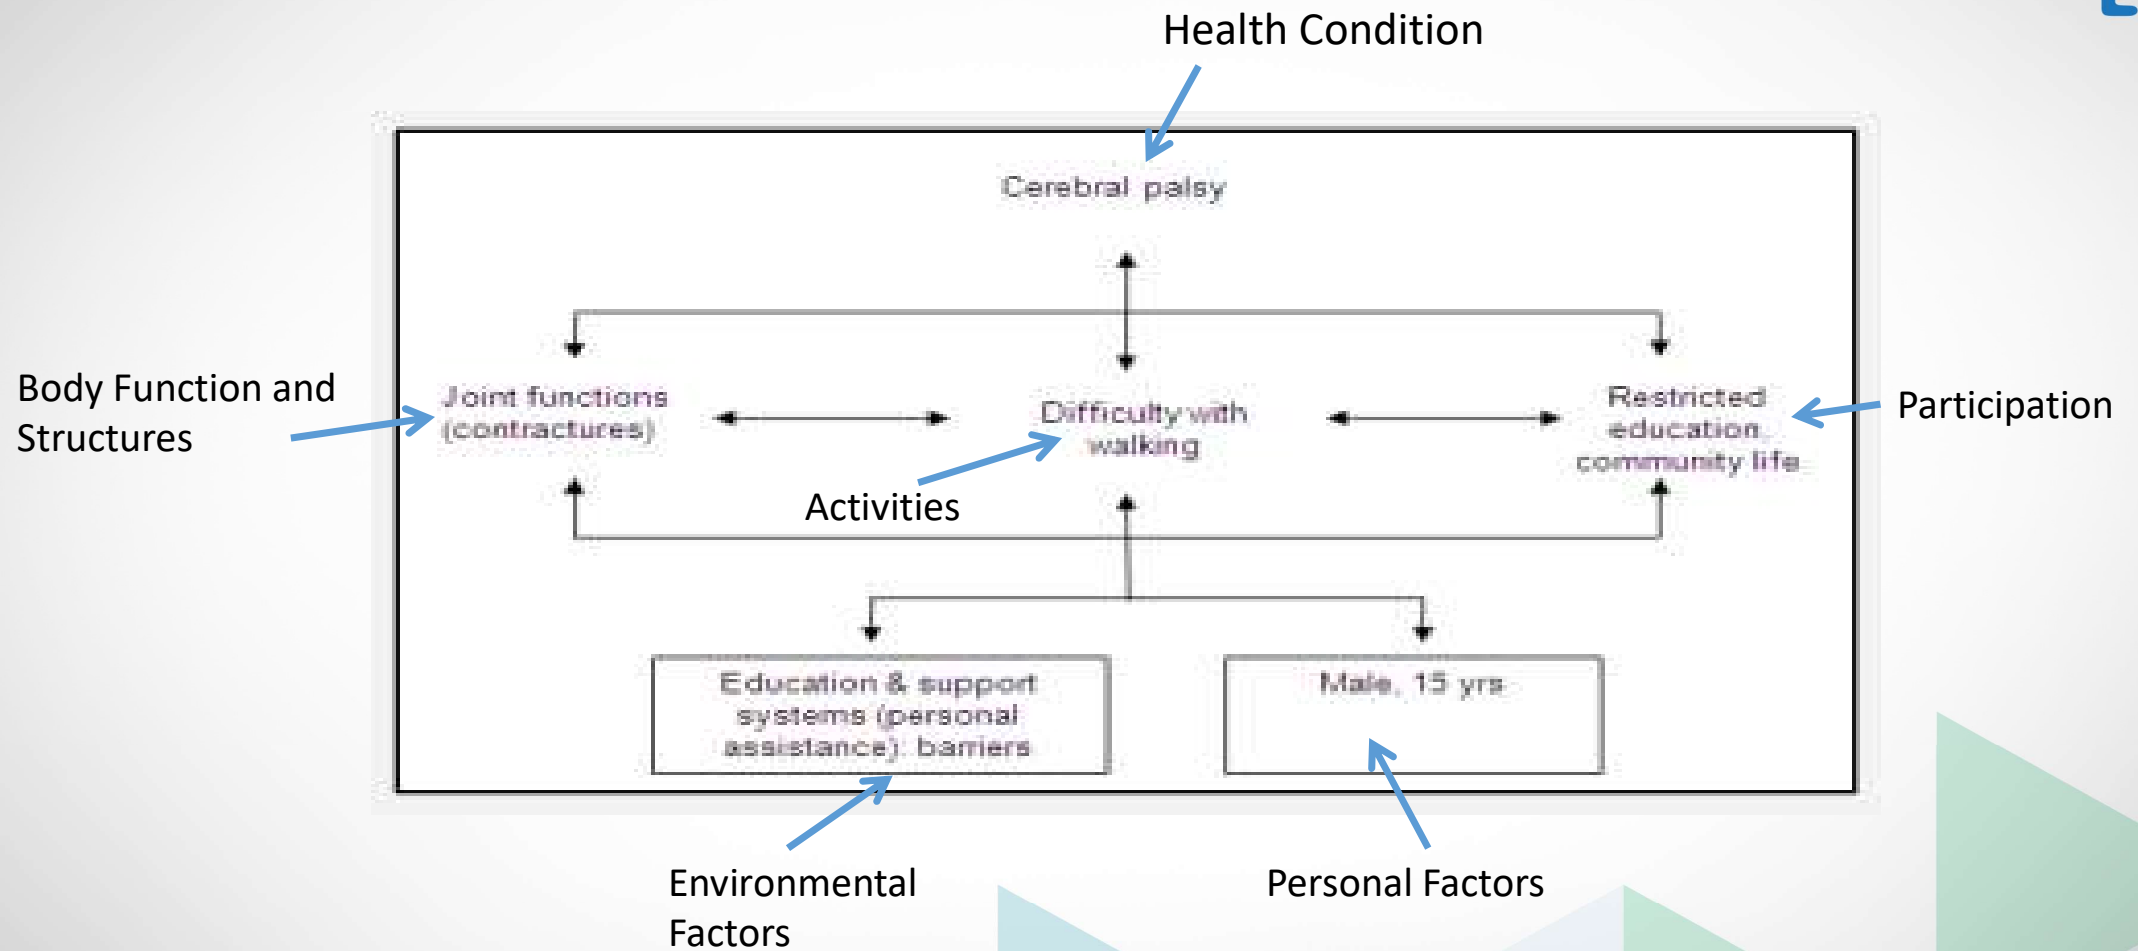 Health Condition
Cerebral palsy
Body Function and
Structures
Joint functions
(contractures)
Difficulty with
walking
Restricted
education,
community life
Participation
Activities
Education & support
systems (personal
assistance): barriers
Male, 15 yrs
Environmental
Factors
Personal Factors